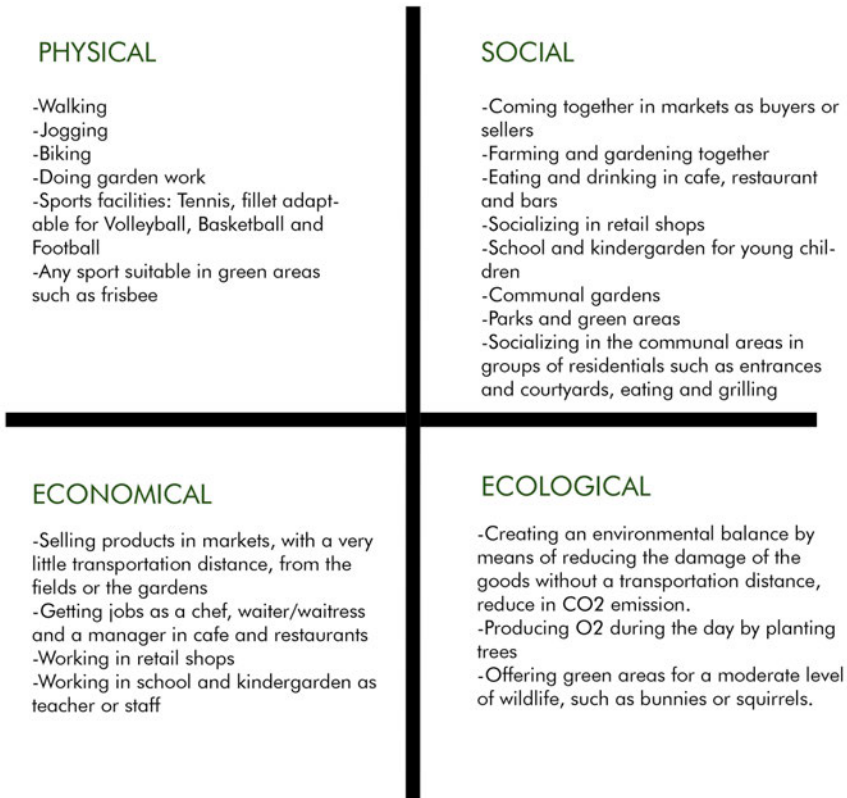 PHYSICAL
-Walking
-Jogging
-Biking
-Doing garden work
-Sports facilities: Tennis, fillet adapt-
able for Volleyball, Basketball and
Football
-Any sport suitable in green areas
such as frisbee
SOCIAL
-Coming together in markets as buyers or
sellers
-Farming and gardening together
-Eating and drinking in cafe, restaurant
and bars
-Socializing in retail shops
-School and kindergarden for young chil-
dren
-Communal gardens
-Parks and green areas
-Socializing in the communal areas in
groups of residentials such as entrances
and courtyards, eating and grilling
ECONOMICAL
-Selling products in markets, with a very
little transportation distance, from the
fields or the gardens
-Getting jobs as a chef, waiter/waitress
and a manager in cafe and restaurants
-Working in retail shops
-Working in school and kindergarden as
teacher or staff
ECOLOGICAL
-Creating an environmental balance by
means of reducing the damage of the
goods without a transportation distance,
reduce in CO2 emission.
-Producing O2 during the day by planting
trees
-Offering green areas for a moderate level
of wildlife, such as bunnies or squirrels.